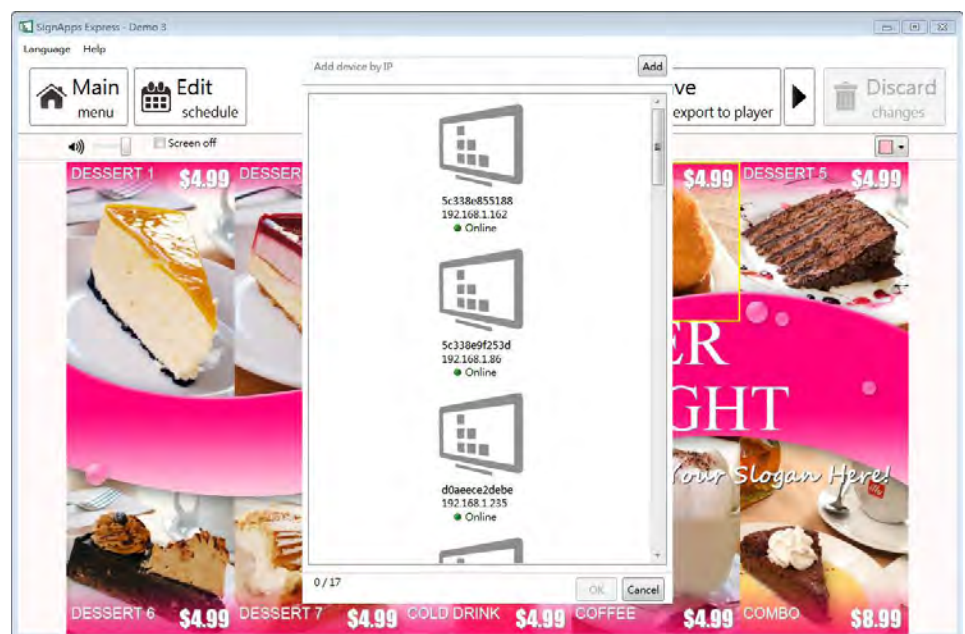 SignApps Express - Demo 3
Language Help
Add device by IP
Add
Main
menu
Edit
schedule
ve
export to player
Discard
changes
Screen off
DESSERT 1
$4.99
DESSER
$4.99
DESSERT 5
$4.99
5c338e855188
192.168.1.162
Online
5c338e9f253d
192.168.1.86
Online
ER
GHT
d0aeece2debe
192.168.1.235
Online
Your Slogan Here!
0 / 17
OK
Cancel
DESSERT 6
$4.99
DESSERT 7
$4.99
COLD DRINK
$4.99
COFFEE
$4.99
COMBO
$8.99